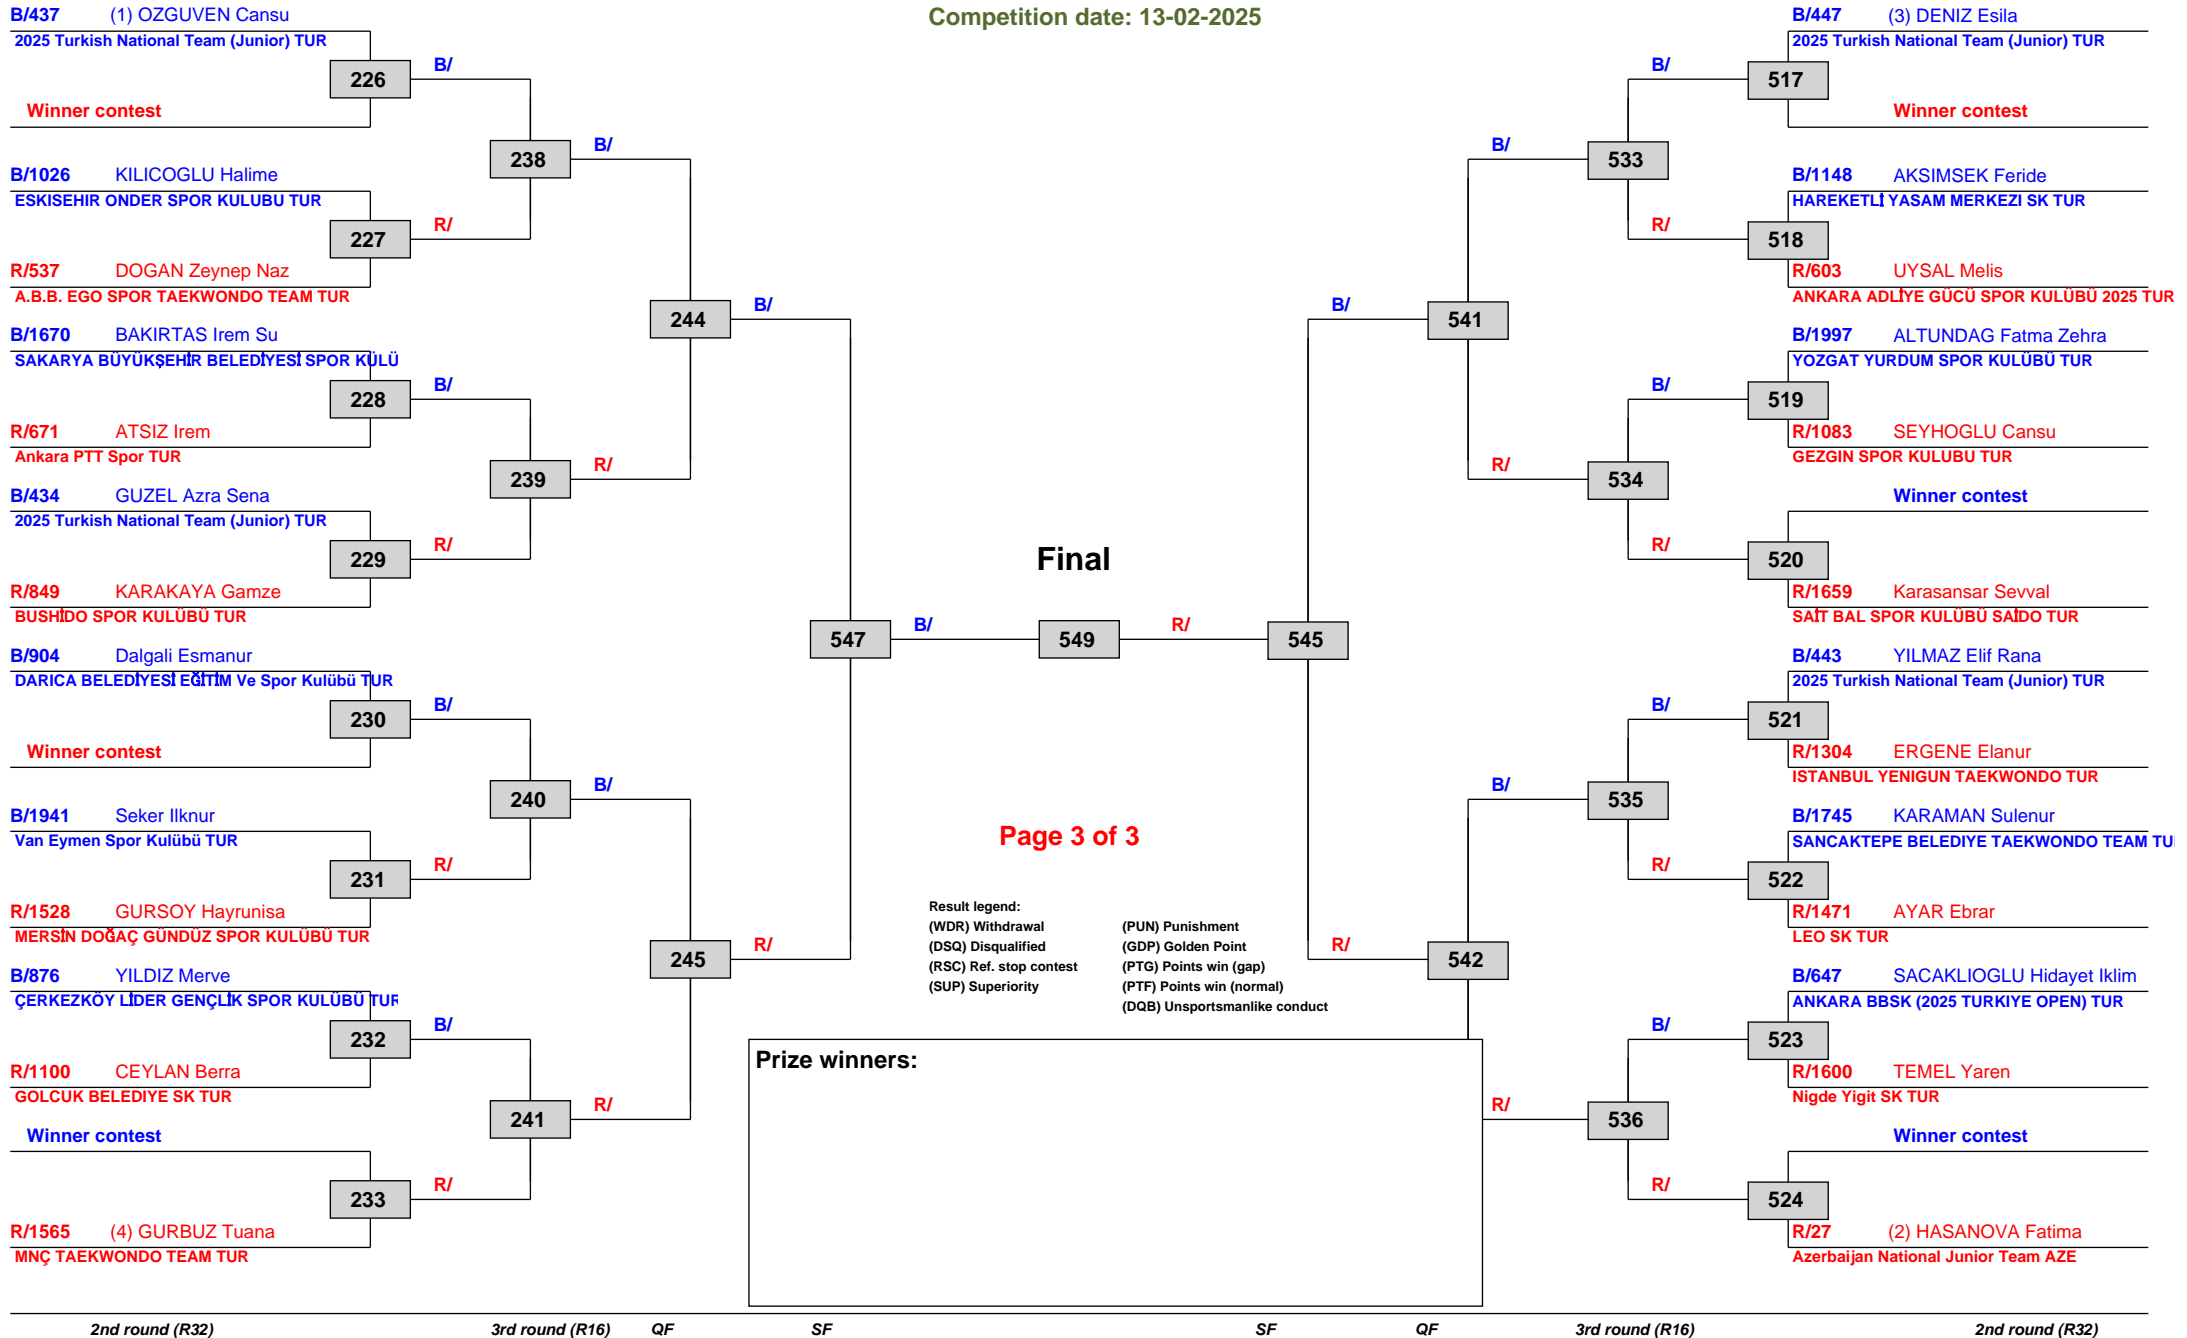 Competition date: 13-02-2025
B/437 (1) OZGUVEN Cansu
2025 Turkish National Team (Junior) TUR
226
B/
Winner contest
238
B/
B/1026 KILICOGLU Halime
ESKISEHIR ONDER SPOR KULUBU TUR
227
R/
R/537 DOGAN Zeynep Naz
A.B.B. EGO SPOR TAEKWONDO TEAM TUR
244
B/
B/1670 BAKIRTAS Irem Su
SAKARYA BÜYÜKŞEHİR BELEDİYESİ SPOR KÜLÜ
228
B/
R/671 ATSIZ Irem
Ankara PTT Spor TUR
239
R/
B/434 GUZEL Azra Sena
2025 Turkish National Team (Junior) TUR
229
R/
R/849 KARAKAYA Gamze
BUSHİDO SPOR KULÜBÜ TUR
547
B/
B/904 Dalgali Esmanur
DARICA BELEDİYESİ EĞİTİM Ve Spor Kulübü TUR
230
B/
Winner contest
240
B/
B/1941 Seker Ilknur
Van Eymen Spor Kulübü TUR
231
R/
R/1528 GURSOY Hayrunisa
MERSİN DOĞAÇ GÜNDÜZ SPOR KULÜBÜ TUR
245
R/
B/876 YILDIZ Merve
ÇERKEZKÖY LİDER GENÇLİK SPOR KULÜBÜ TUR
232
B/
R/1100 CEYLAN Berra
GOLCUK BELEDIYE SK TUR
241
R/
Winner contest
233
R/
R/1565 (4) GURBUZ Tuana
MNÇ TAEKWONDO TEAM TUR
Final
549
R/
545
Page 3 of 3
Result legend:
(WDR) Withdrawal (PUN) Punishment
(DSQ) Disqualified (GDP) Golden Point
(RSC) Ref. stop contest (PTG) Points win (gap)
(SUP) Superiority (PTF) Points win (normal)
(DQB) Unsportsmanlike conduct
Prize winners:
B/447 (3) DENIZ Esila
2025 Turkish National Team (Junior) TUR
B/
517
Winner contest
B/
533
B/1148 AKSIMSEK Feride
HAREKETLİ YASAM MERKEZI SK TUR
R/
518
R/603 UYSAL Melis
ANKARA ADLİYE GÜCÜ SPOR KULÜBÜ 2025 TUR
B/
541
B/1997 ALTUNDAG Fatma Zehra
YOZGAT YURDUM SPOR KULÜBÜ TUR
B/
519
R/1083 SEYHOGLU Cansu
GEZGIN SPOR KULUBU TUR
R/
534
Winner contest
R/
520
R/1659 Karasansar Sevval
SAİT BAL SPOR KULÜBÜ SAİDO TUR
B/443 YILMAZ Elif Rana
2025 Turkish National Team (Junior) TUR
B/
521
R/1304 ERGENE Elanur
ISTANBUL YENIGUN TAEKWONDO TUR
B/
535
B/1745 KARAMAN Sulenur
SANCAKTEPE BELEDIYE TAEKWONDO TEAM TU
R/
522
R/1471 AYAR Ebrar
LEO SK TUR
R/
542
B/647 SACAKLIOGLU Hidayet Iklim
ANKARA BBSK (2025 TURKIYE OPEN) TUR
B/
523
R/1600 TEMEL Yaren
Nigde Yigit SK TUR
R/
536
Winner contest
R/
524
R/27 (2) HASANOVA Fatima
Azerbaijan National Junior Team AZE
2nd round (R32) 3rd round (R16) QF SF SF QF 3rd round (R16) 2nd round (R32)